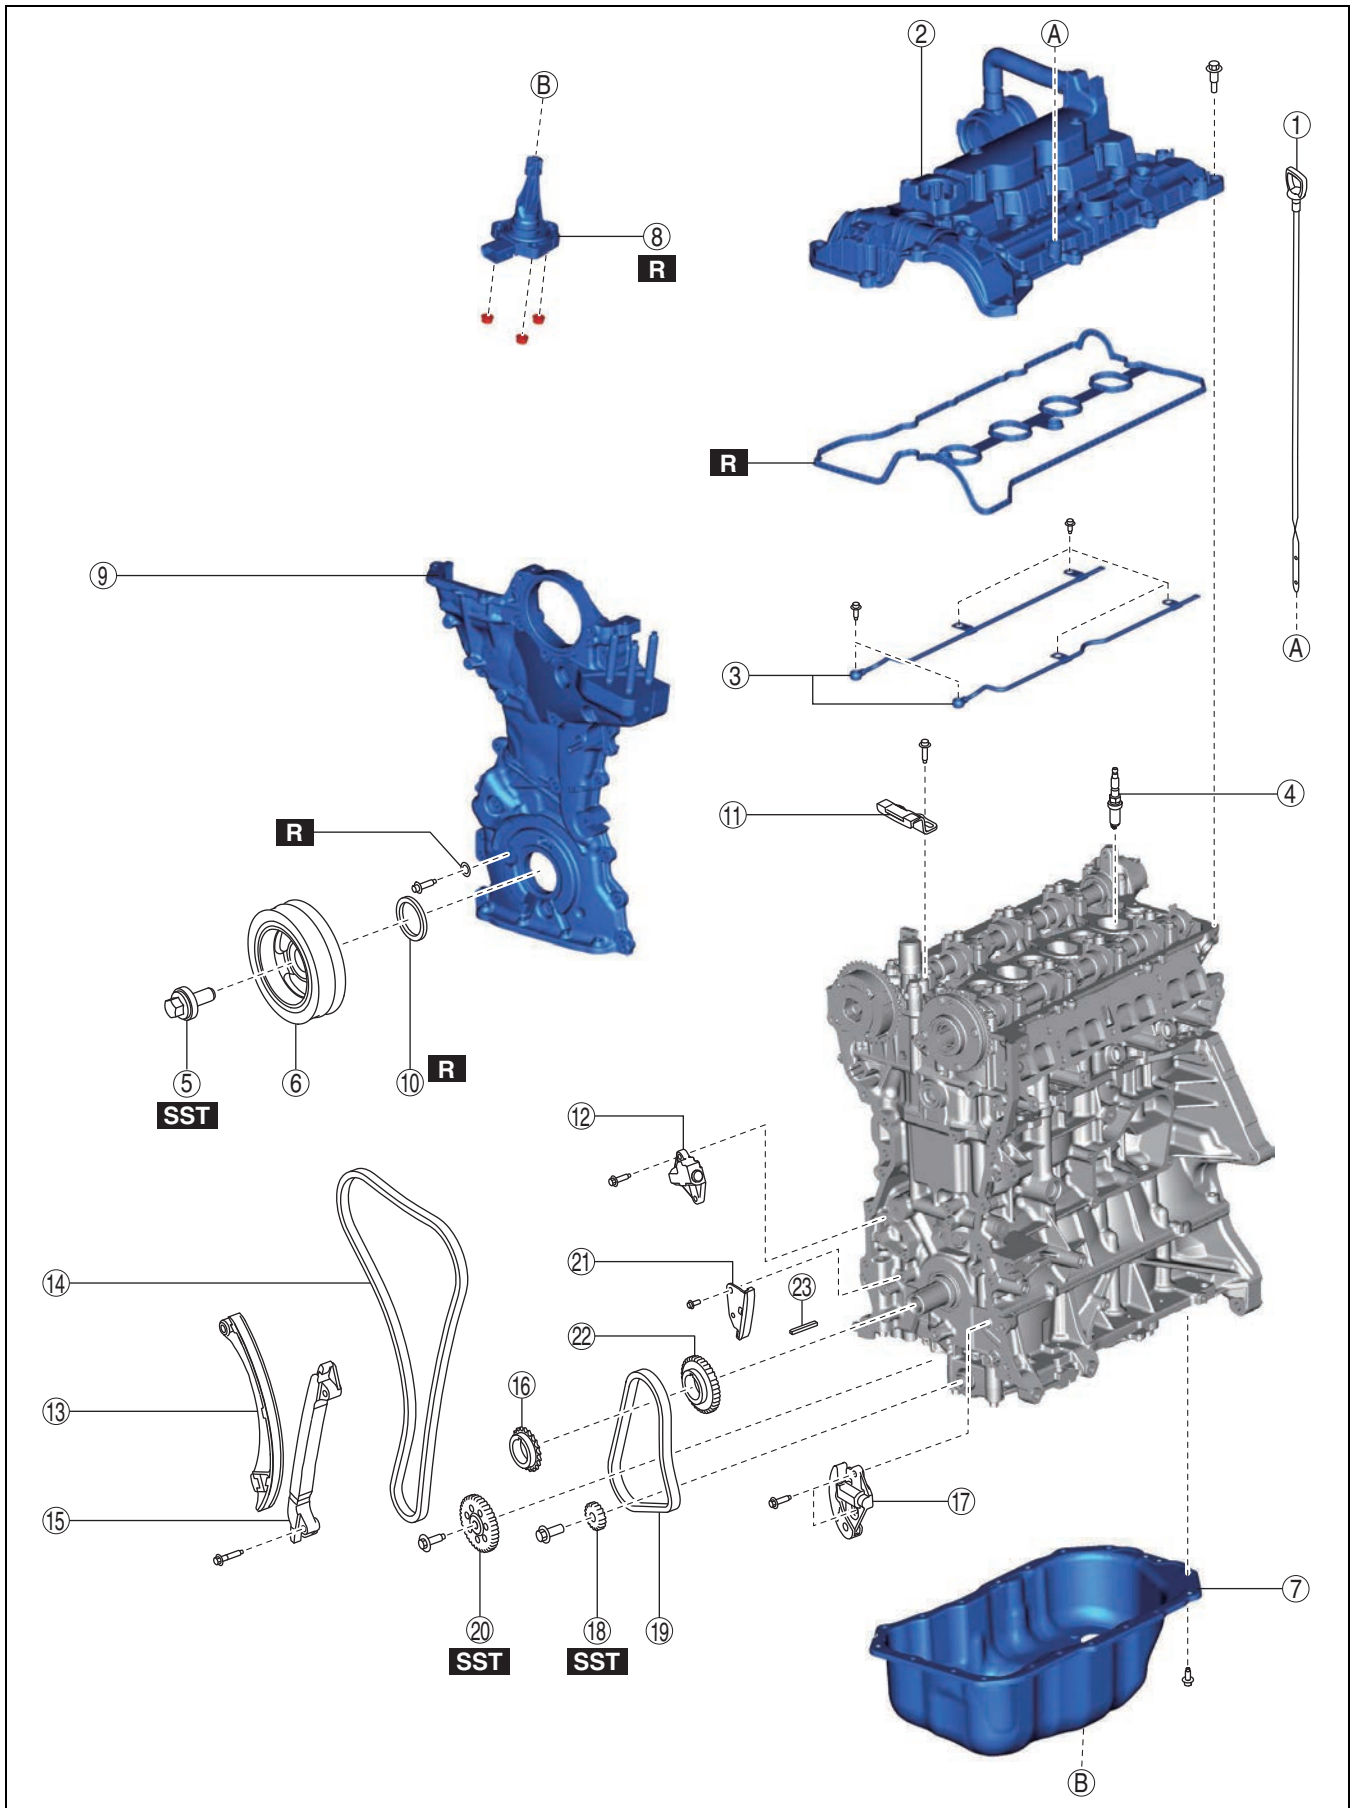 ② Ⓐ
Ⓑ
①
⑧
R
R
⑨
Ⓐ
③
④
⑪
R
⑤ ⑥ ⑩ R
SST
⑫
⑭ ㉑ ㉓
㉒
⑯
⑬
⑰
⑮
⑦
⑳ ⑱ ⑲
SST SST
Ⓑ